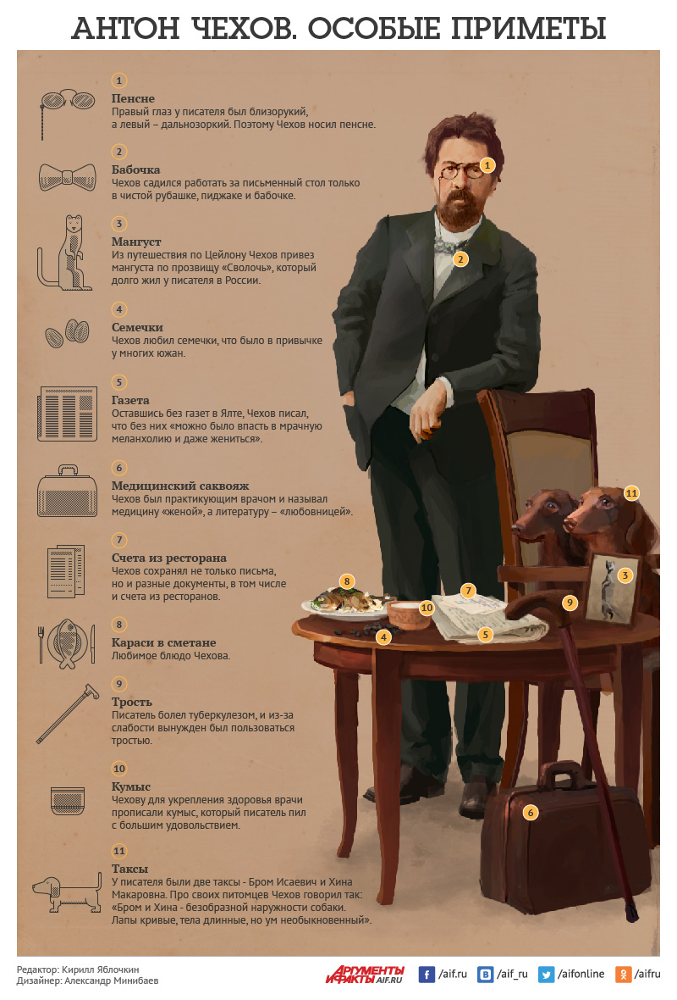 АНТОН ЧЕХОВ. ОСОБЫЕ ПРИМЕТЫ
1
Пенсне
Правый глаз у писателя был близорукий,
а левый – дальнозоркий. Поэтому Чехов носил пенсне.
2
Бабочка
Чехов садился работать за письменный стол только
в чистой рубашке, пиджаке и бабочке.
3
Мангуст
Из путешествия по Цейлону Чехов привез
мангуста по прозвищу «Сволочь», который
долго жил у писателя в России.
4
Семечки
Чехов любил семечки, что было в привычке
у многих южан.
5
Газета
Оставшись без газет в Ялте, Чехов писал,
что без них «можно было впасть в мрачную
меланхолию и даже жениться».
6
Медицинский саквояж
Чехов был практикующим врачом и называл
медицину «женой», а литературу – «любовницей».
7
Счета из ресторана
Чехов сохранял не только письма,
но и разные документы, в том числе
и счета из ресторанов.
8
Караси в сметане
Любимое блюдо Чехова.
9
Трость
Писатель болел туберкулезом, и из-за
слабости вынужден был пользоваться
тростью.
10
Кумыс
Чехову для укрепления здоровья врачи
прописали кумыс, который писатель пил
с большим удовольствием.
11
Таксы
У писателя были две таксы - Бром Исаевич и Хина
Макаровна. Про своих питомцев Чехов говорил так:
«Бром и Хина - безобразной наружности собаки.
Лапы кривые, тела длинные, но ум необыкновенный».
1
2
11
3
8
7
9
10
4
5
6
Редактор: Кирилл Яблочкин
Дизайнер: Александр Минибаев
АРГУМЕНТЫ
И ФАКТЫ AIF.RU
/aif.ru
/aif_ru
/aifonline
/aifru